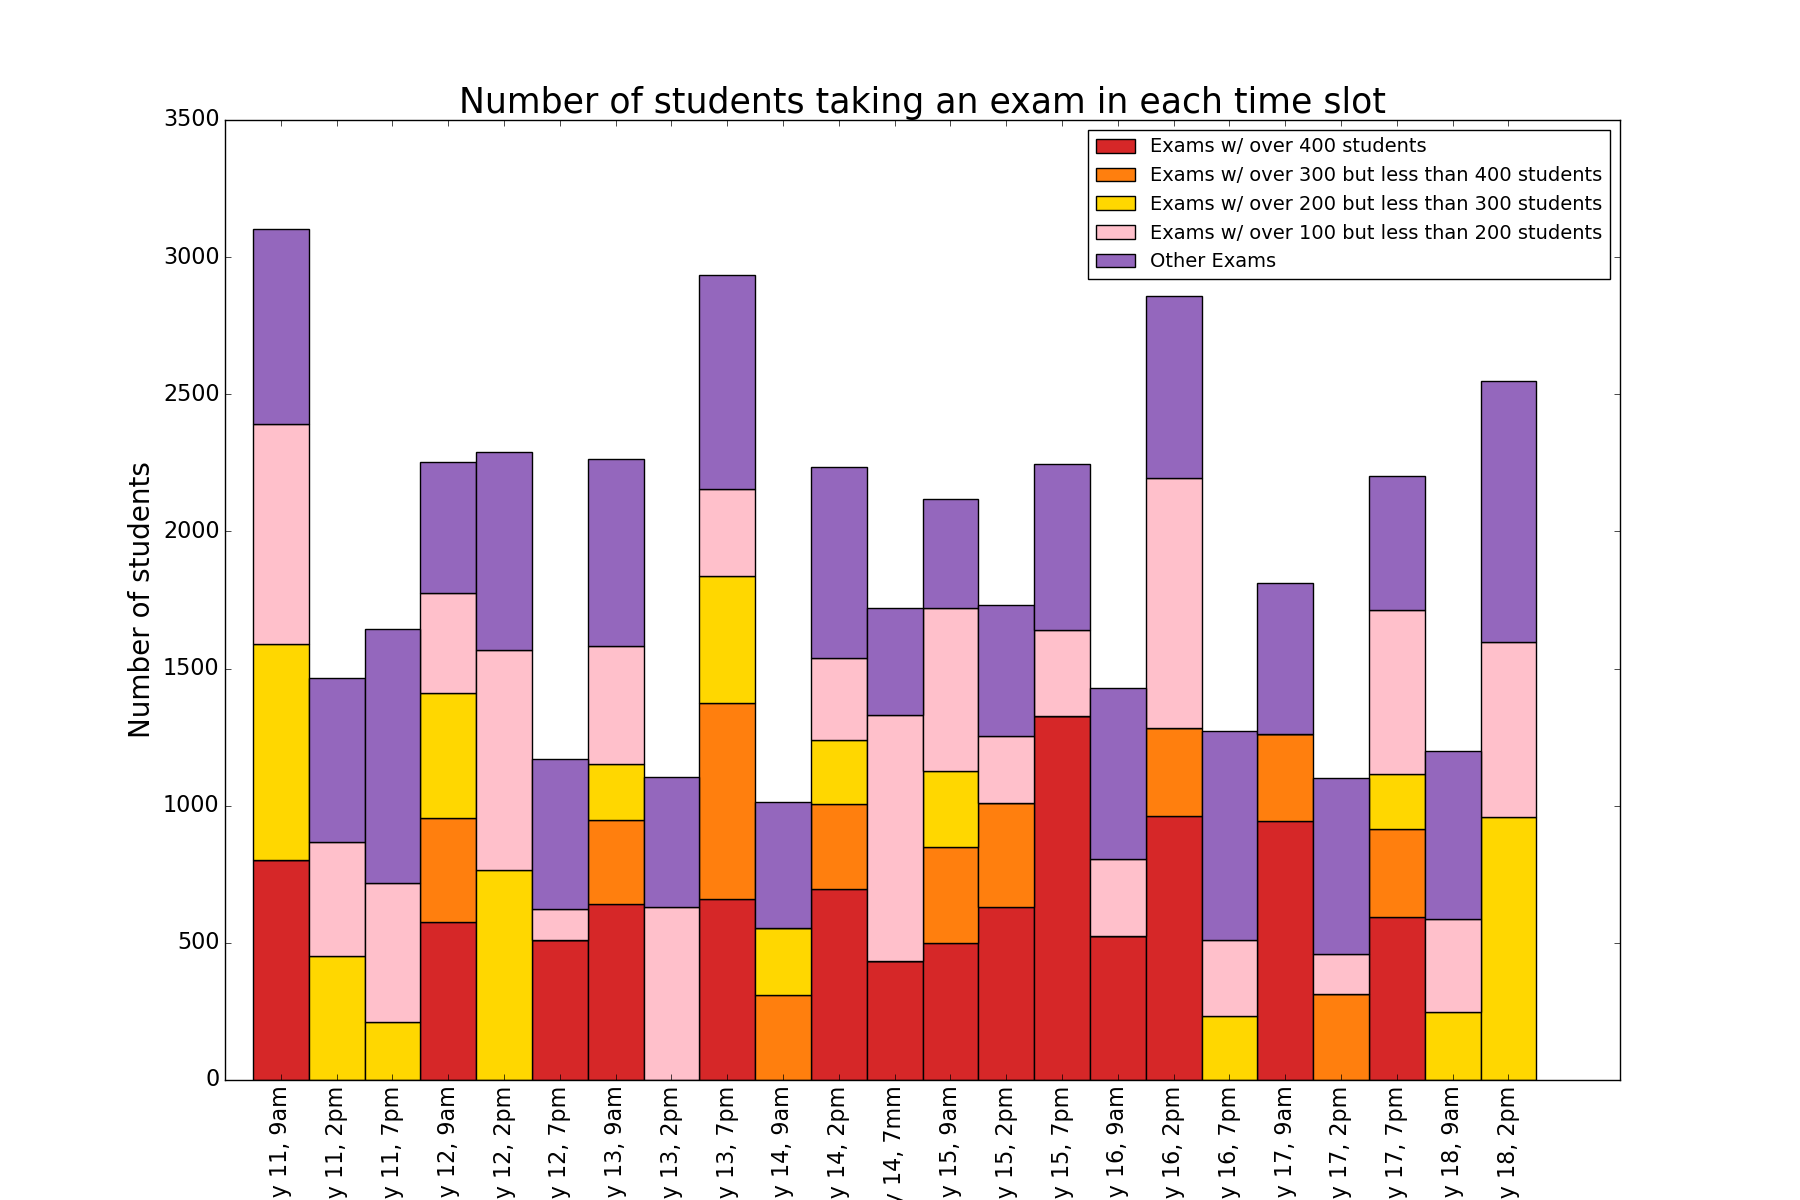 Number of students taking an exam in each time slot
Exams w/ over 400 students
Exams w/ over 300 but less than 400 students
Exams w/ over 200 but less than 300 students
Exams w/ over 100 but less than 200 students
Other Exams
3500
3000
2500
2000
1500
1000
500
0
Number of students
y 11, 9am
y 11, 2pm
y 11, 7pm
y 12, 9am
y 12, 2pm
y 12, 7pm
y 13, 9am
y 13, 2pm
y 13, 7pm
y 14, 9am
y 14, 2pm
y 14, 7mm
y 15, 9am
y 15, 2pm
y 15, 7pm
y 16, 9am
y 16, 2pm
y 16, 7pm
y 17, 9am
y 17, 2pm
y 17, 7pm
y 18, 9am
y 18, 2pm